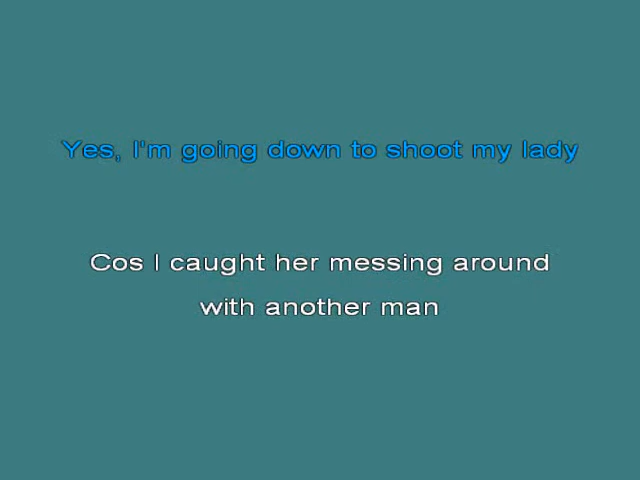 Yes, I'm going down to shoot my lady
Cos I caught her messing around
with another man